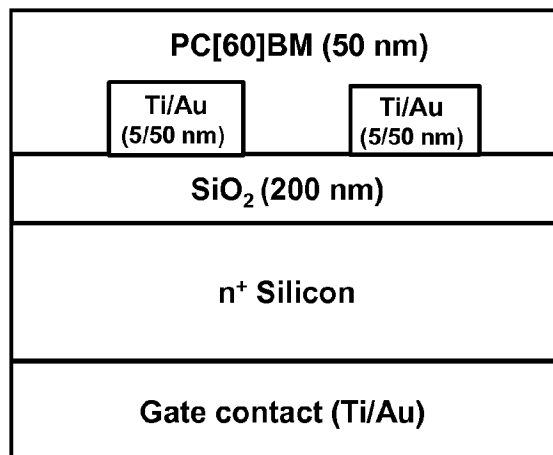 PC[60]BM (50 nm)
Ti/Au
(5/50 nm)
Ti/Au
(5/50 nm)
SiO₂ (200 nm)
n⁺ Silicon
Gate contact (Ti/Au)